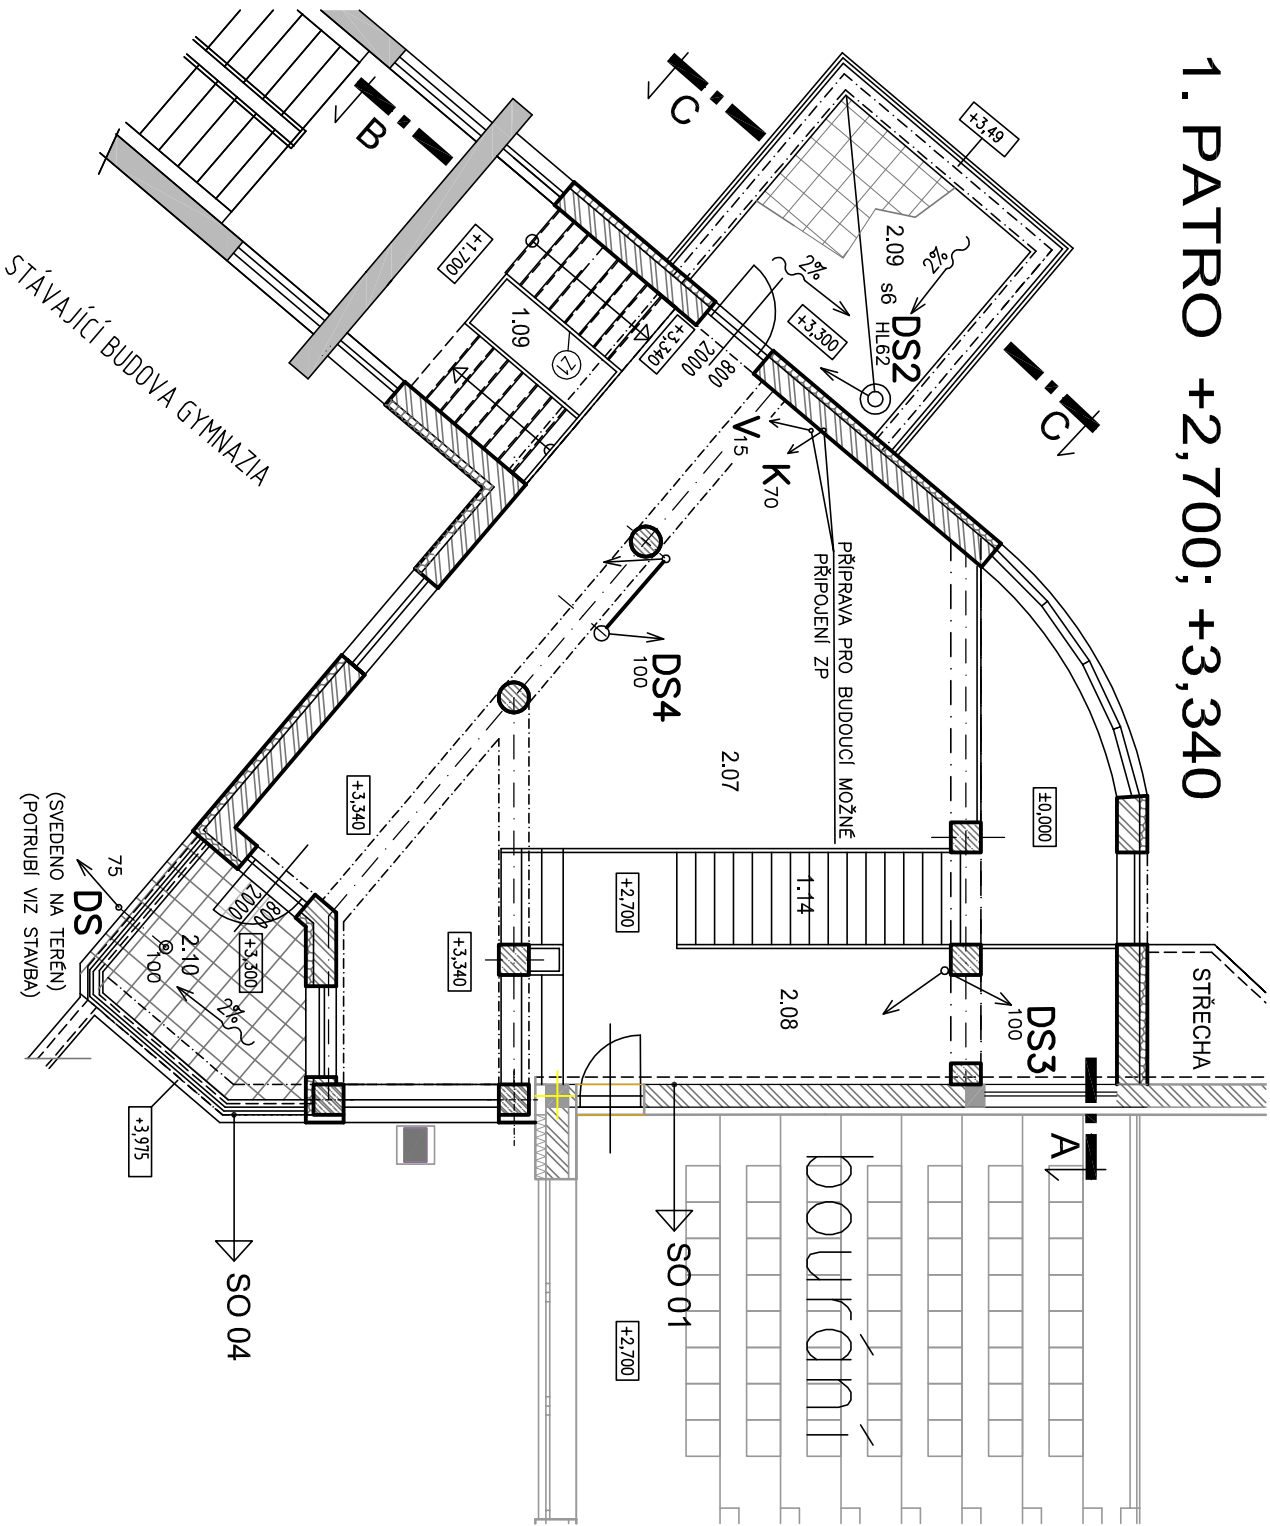 1. PATRO +2,700; +3,340
C
C
B
+3,49
2.09
s6
HL62
DS2
2%
2%
+3,300
+3,340
800
2000
+1,700
1.09
Z1
STÁVAJÍCÍ BUDOVA GYMNAZIA
V15
K70
PŘÍPRAVA PRO BUDOUCÍ MOŽNÉ
PŘIPOJENÍ ZP
DS4
100
2.07
±0,000
+3,340
1.14
+2,700
+3,340
2.08
DS3
100
STŘECHA
A
800
2000
+3,300
2.10
100
2%
75
DS
(SVEDENO NA TERÉN)
(POTRUBÍ VIZ STAVBA)
+3,975
SO 04
SO 01
+2,700